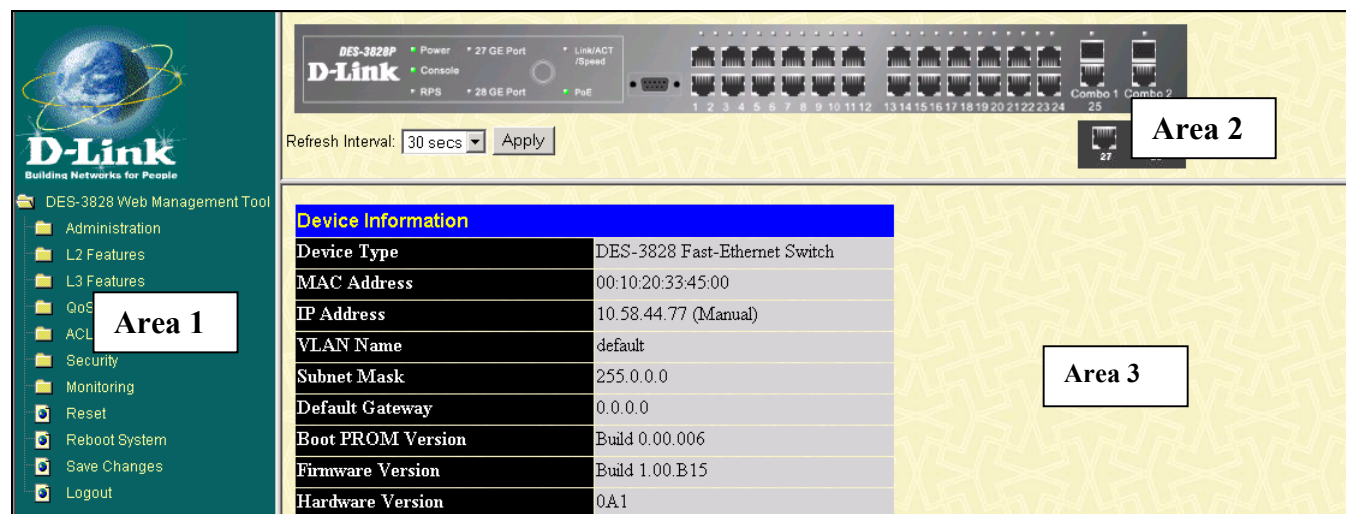 D-Link
Building Networks for People
DES-3828 Web Management Tool
Administration
L2 Features
L3 Features
QoS
ACL
Security
Monitoring
Reset
Reboot System
Save Changes
Logout
Area 1
DES-3828P
D-Link
Power
27 GE Port
Link/ACT
/Speed
Console
RPS
28 GE Port
PoE
1 2 3 4 5 6 7 8 9 10 11 12
13 14 15 16 17 18 19 20 21 22 23 24
Combo 1
Combo 2
25
27
Area 2
Refresh Interval: 30 secs Apply
Device Information
Device Type DES-3828 Fast-Ethernet Switch
MAC Address 00:10:20:33:45:00
IP Address 10.58.44.77 (Manual)
VLAN Name default
Subnet Mask 255.0.0.0
Default Gateway 0.0.0.0
Boot PROM Version Build 0.00.006
Firmware Version Build 1.00.B15
Hardware Version 0A1
Area 3